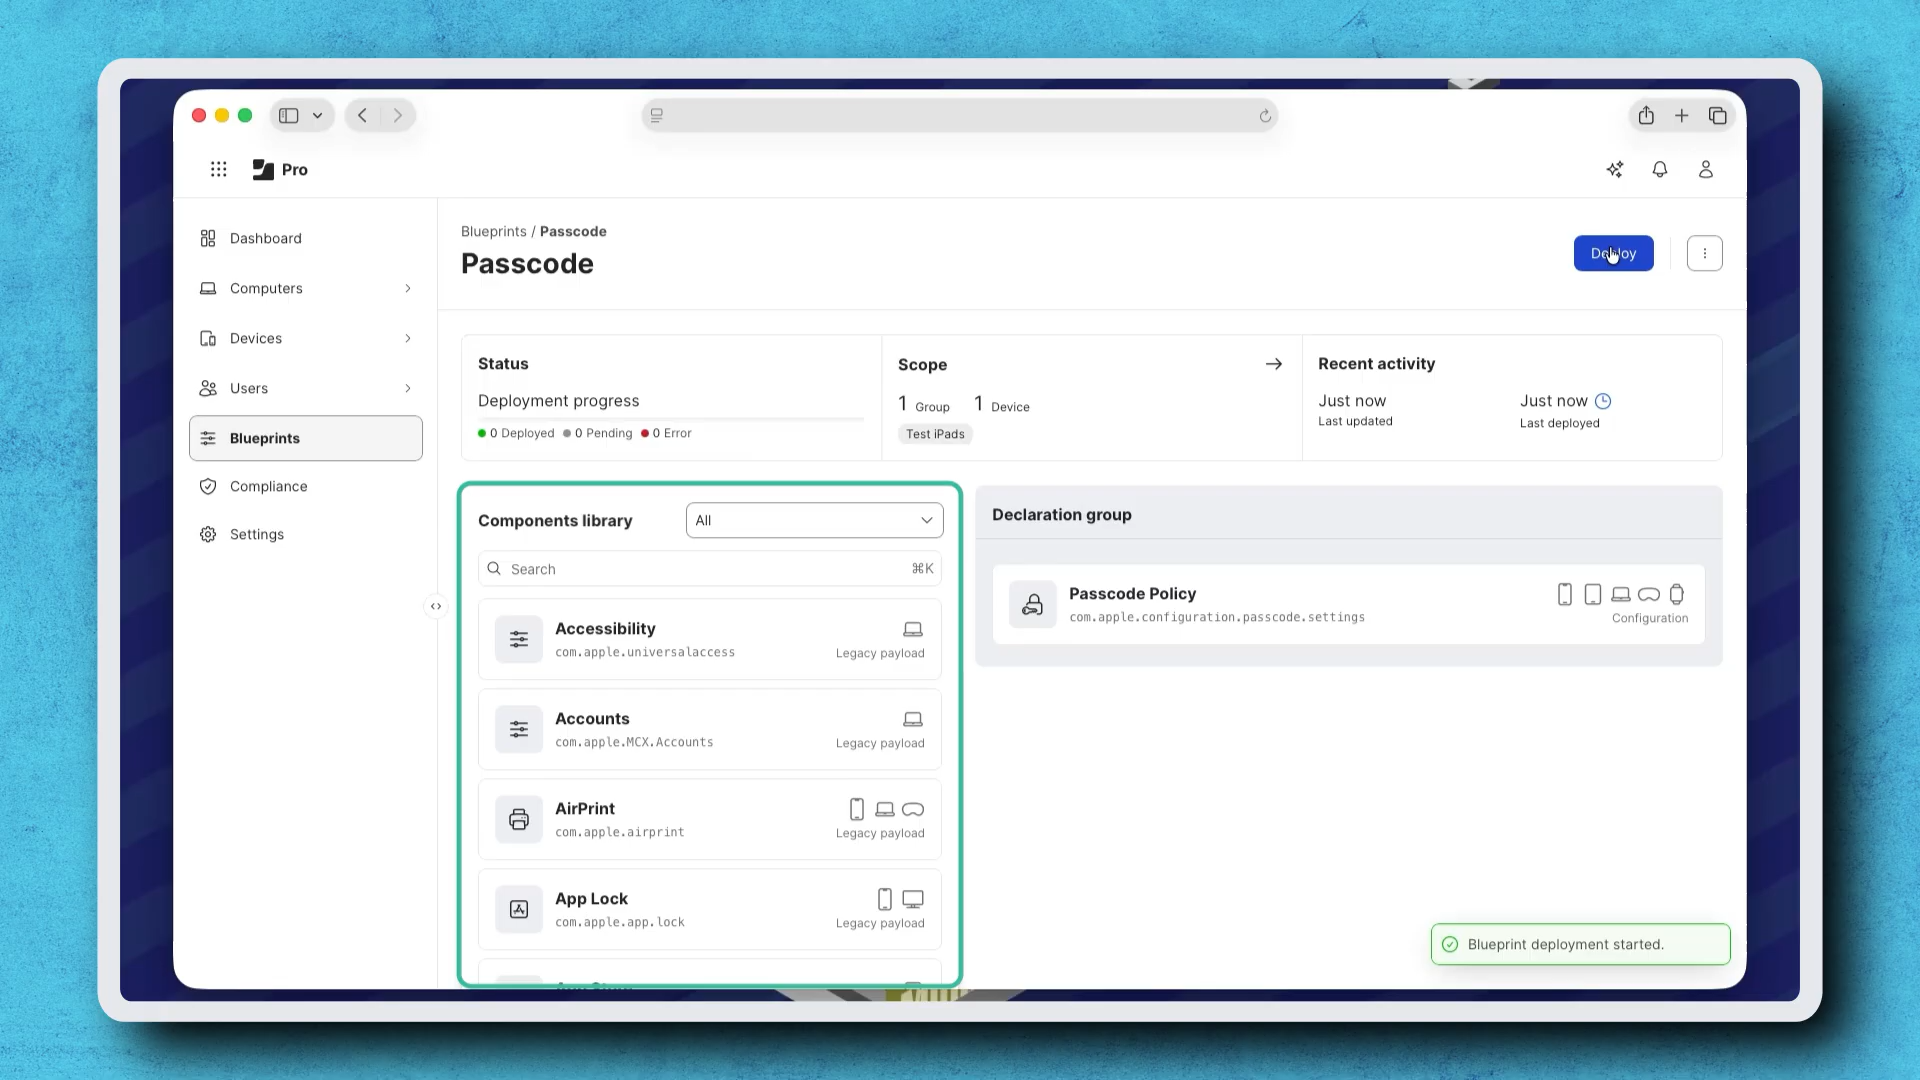 Pro
Dashboard
Computers
Devices
Users
Blueprints
Compliance
Settings
Blueprints / Passcode
Passcode
Deploy
Status
Deployment progress
0 Deployed 0 Pending 0 Error
Scope
1 Group 1 Device
Test iPads
Recent activity
Just now
Last updated
Just now
Last deployed
Components library
All
Search ⌘K
Accessibility
com.apple.universalaccess
Legacy payload
Accounts
com.apple.MCX.Accounts
Legacy payload
AirPrint
com.apple.airprint
Legacy payload
App Lock
com.apple.app.lock
Legacy payload
Declaration group
Passcode Policy
com.apple.configuration.passcode.settings
Configuration
Blueprint deployment started.